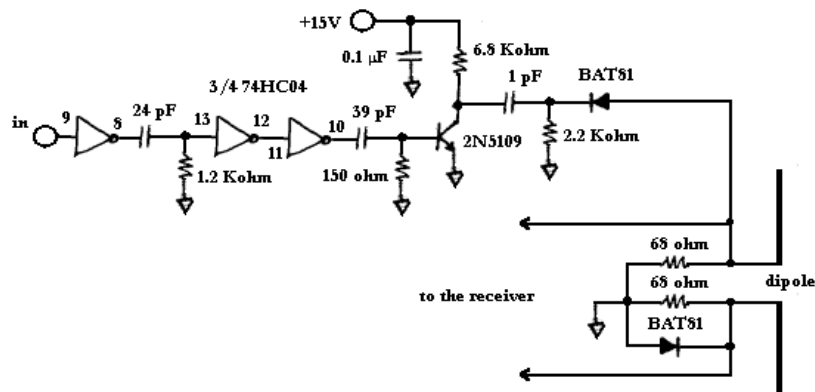 +15V
0.1 µF
6.8 Kohm
1 pF
BAT81
3/4 74HC04
24 pF
39 pF
in
9
8
13
12
11
10
2N5109
1.2 Kohm
150 ohm
2.2 Kohm
68 ohm
68 ohm
dipole
to the receiver
BAT81